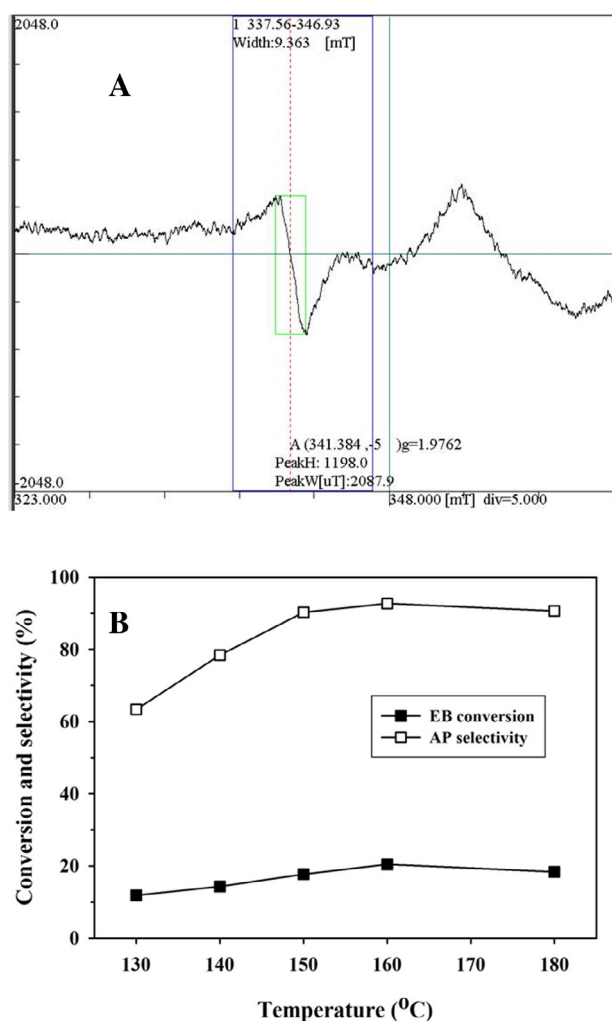 2048.0
1 337.56-346.93
Width:9.363 [mT]
A
A (341.384 ,-5 )g=1.9762
PeakH: 1198.0
PeakW[uT]:2087.9
-2048.0
323.000
348.000 [mT] div=5.000
B
100
80
60
40
20
0
Conversion and selectivity (%)
EB conversion
AP selectivity
130 140 150 160 170 180
Temperature (⁰C)